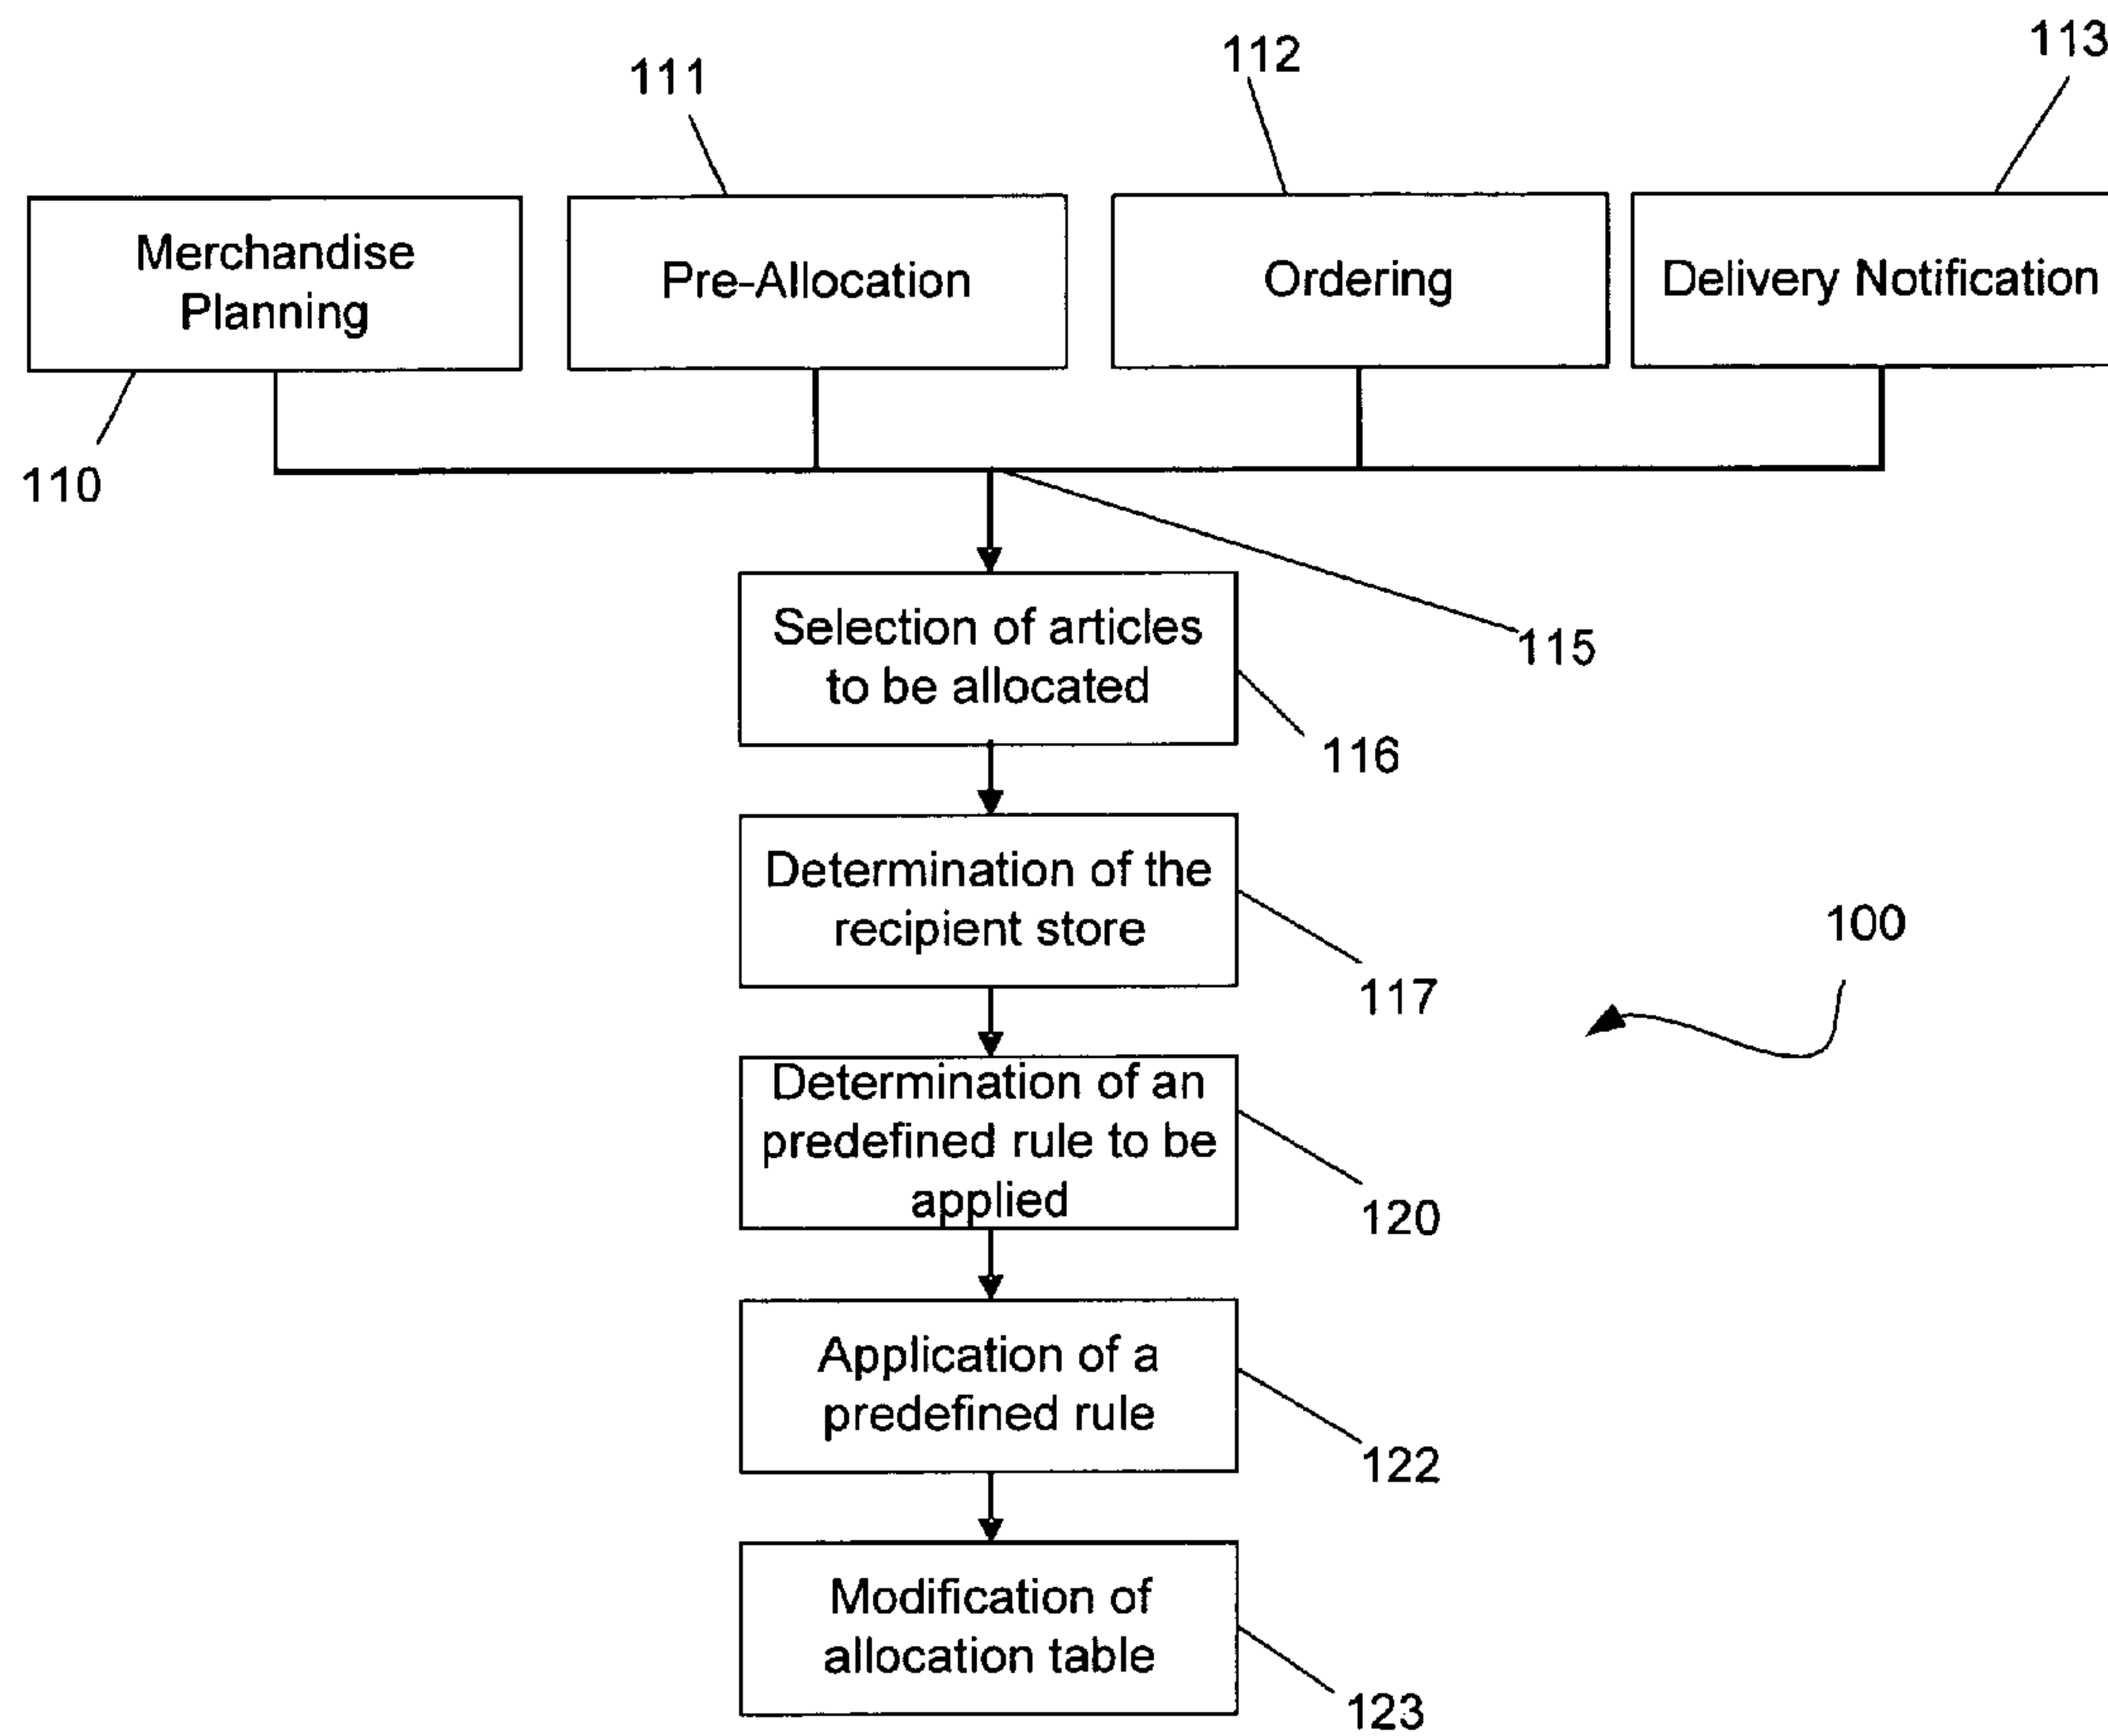 111
112
113
Merchandise
Planning
Pre-Allocation
Ordering
Delivery Notification
110
Selection of articles
to be allocated
115
116
Determination of the
recipient store
117
100
Determination of an
predefined rule to be
applied
120
Application of a
predefined rule
122
Modification of
allocation table
123